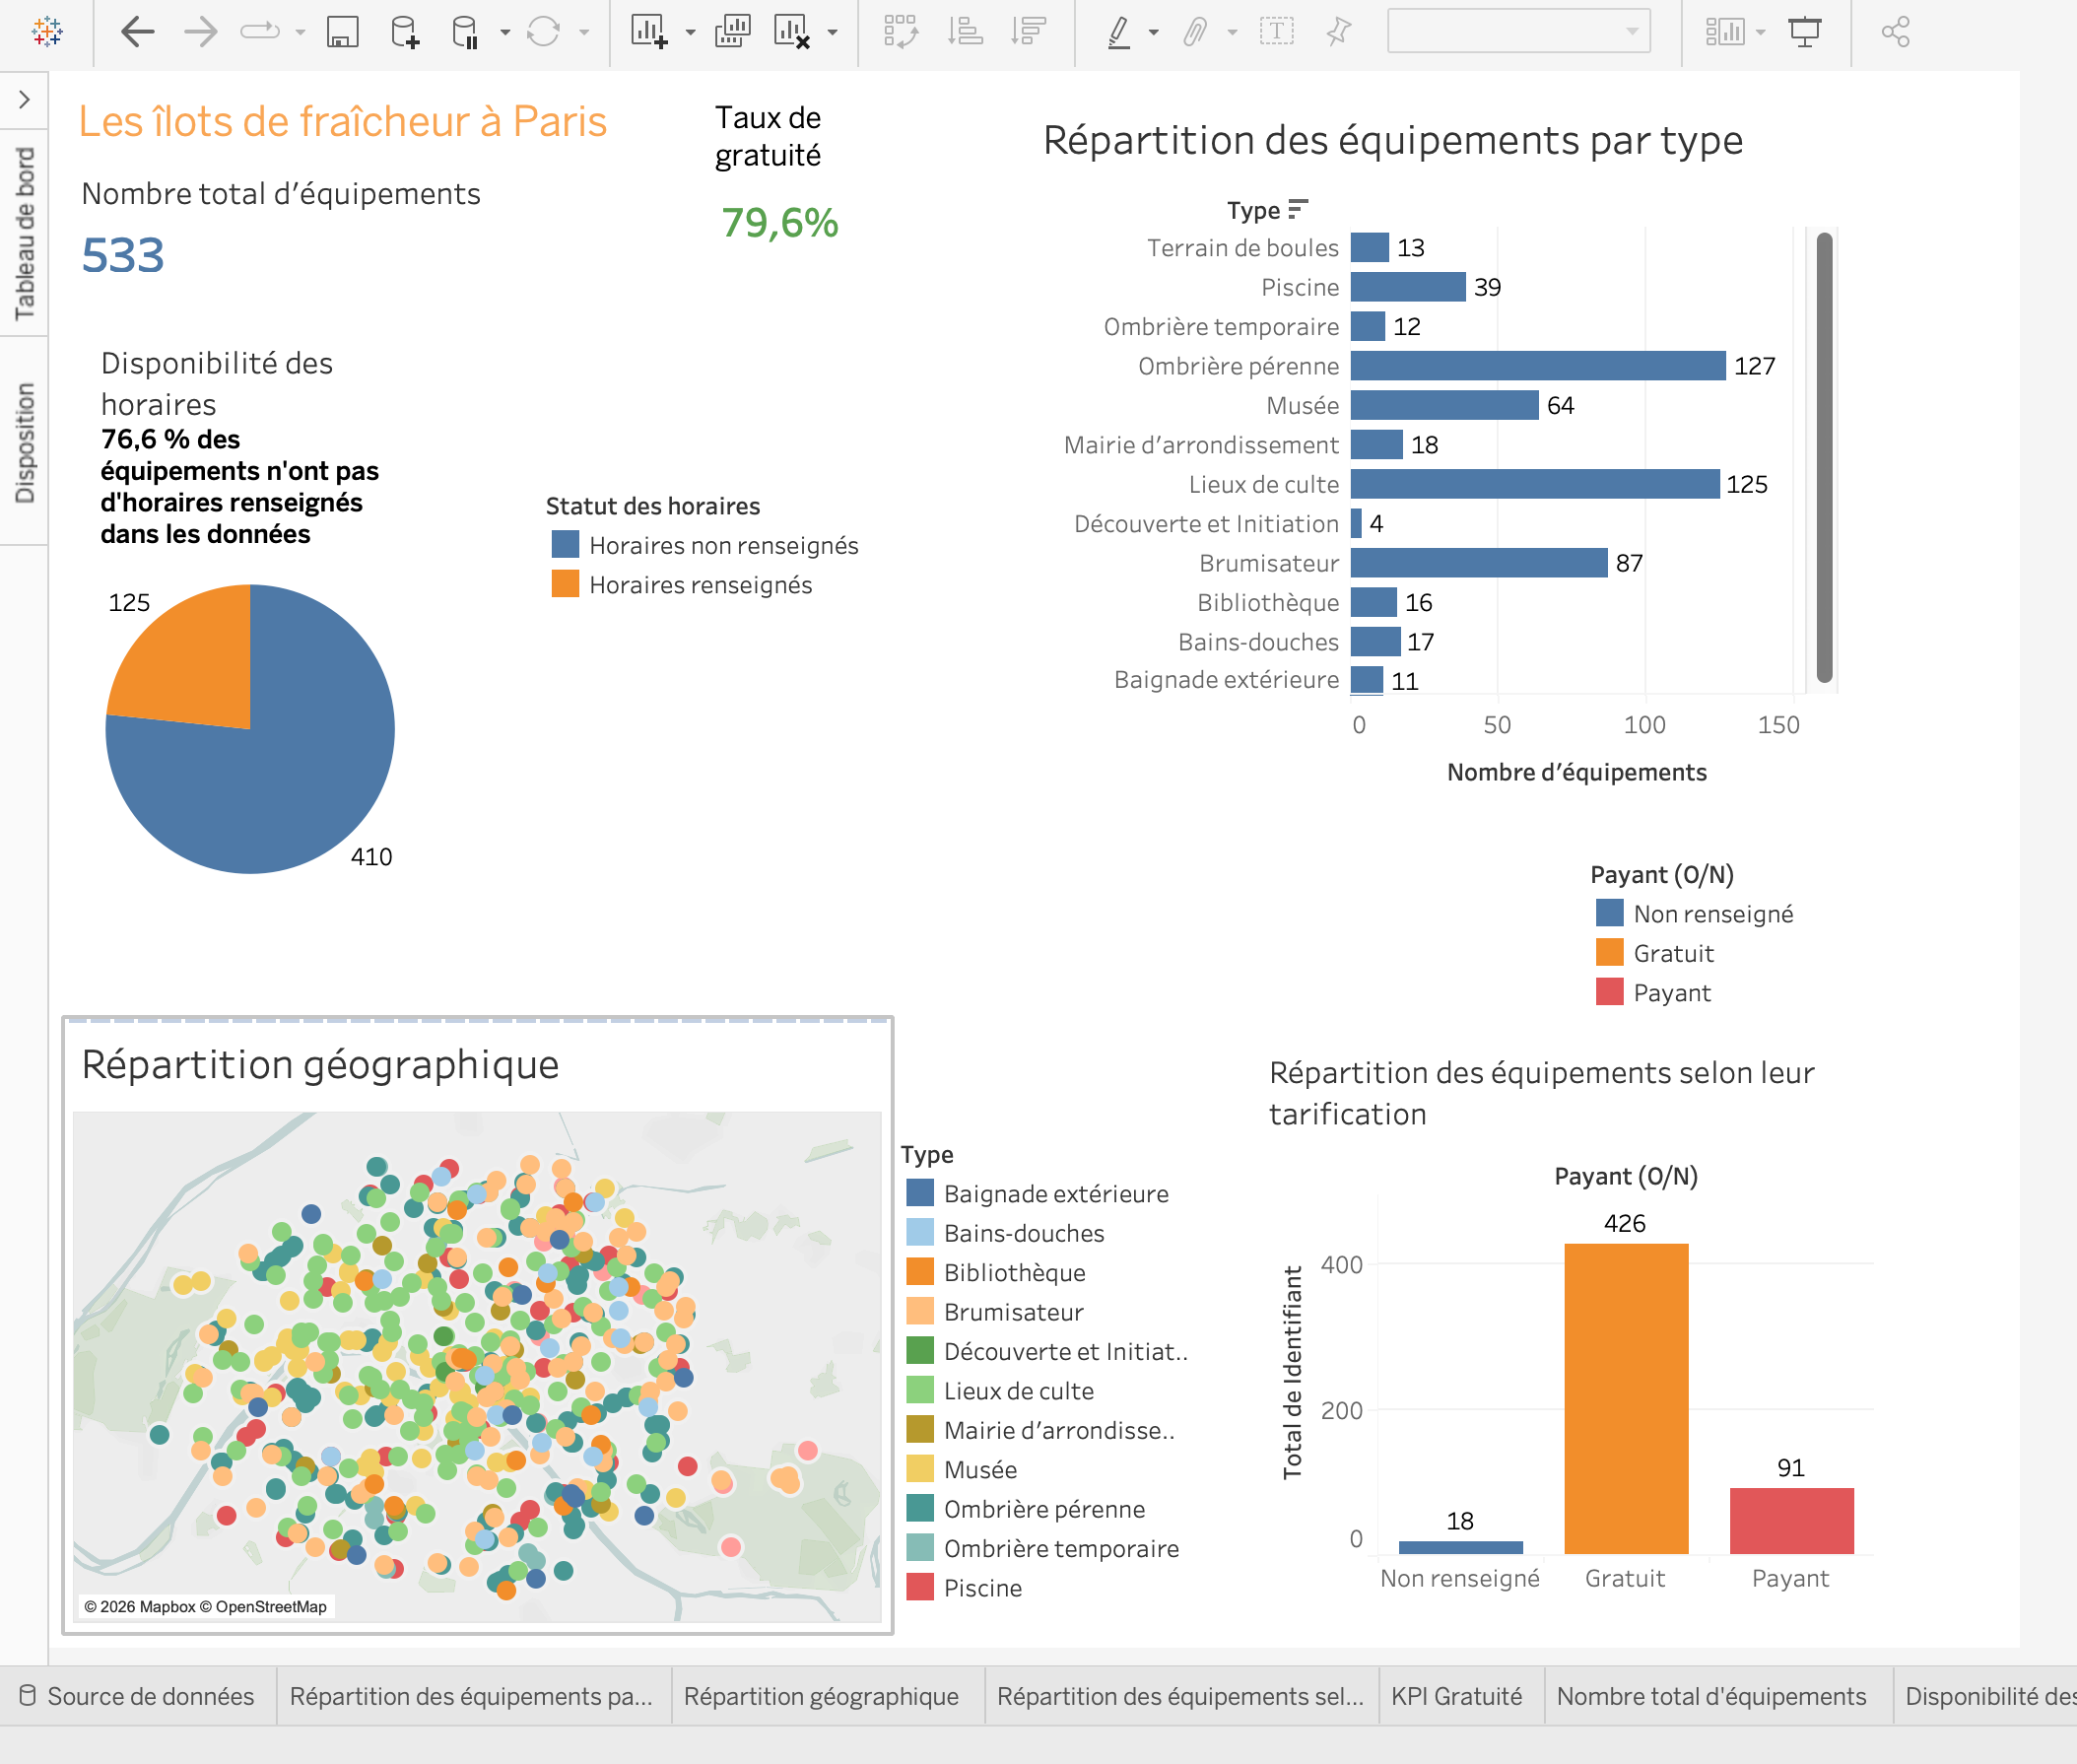 Tableau de bord
Disposition
Les îlots de fraîcheur à Paris
Nombre total d’équipements
533
Taux de
gratuité
79,6%
Disponibilité des
horaires
76,6 % des
équipements n'ont pas
d'horaires renseignés
dans les données
125
410
Statut des horaires
Horaires non renseignés
Horaires renseignés
Répartition des équipements par type
Type
Terrain de boules 13
Piscine 39
Ombrière temporaire 12
Ombrière pérenne 127
Musée 64
Mairie d’arrondissement 18
Lieux de culte 125
Découverte et Initiation 4
Brumisateur 87
Bibliothèque 16
Bains-douches 17
Baignade extérieure 11
0 50 100 150
Nombre d’équipements
Payant (O/N)
Non renseigné
Gratuit
Payant
Répartition géographique
© 2026 Mapbox © OpenStreetMap
Type
Baignade extérieure
Bains-douches
Bibliothèque
Brumisateur
Découverte et Initiat..
Lieux de culte
Mairie d’arrondisse..
Musée
Ombrière pérenne
Ombrière temporaire
Piscine
Répartition des équipements selon leur
tarification
Payant (O/N)
Total de Identifiant
400
200
0
18
426
91
Non renseigné Gratuit Payant
Source de données Répartition des équipements pa... Répartition géographique Répartition des équipements sel... KPI Gratuité Nombre total d'équipements Disponibilité des